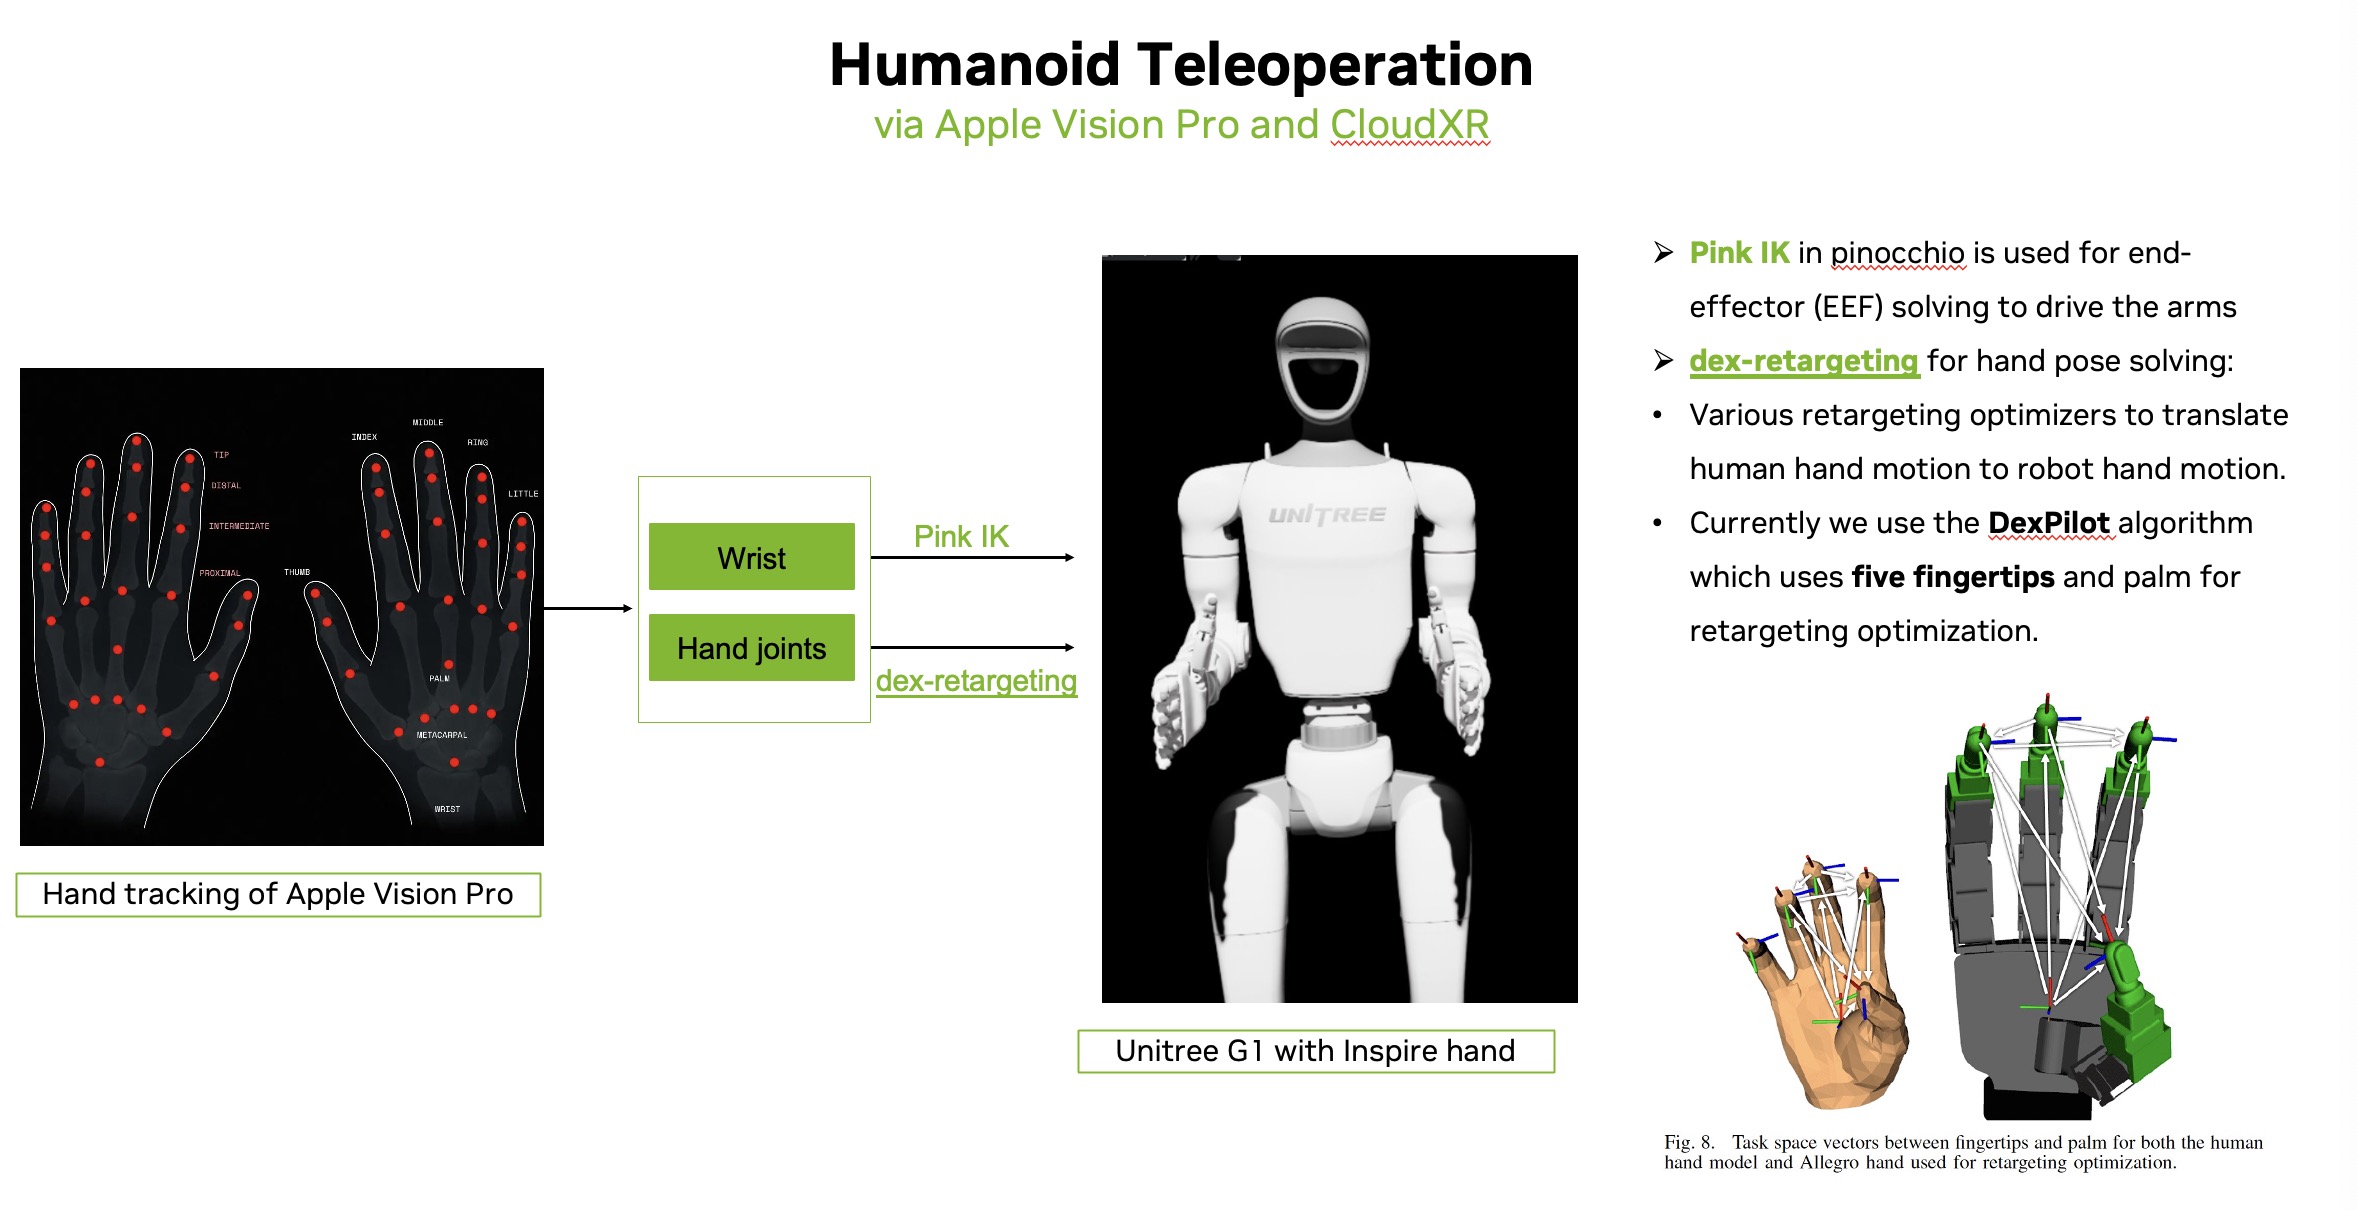 Humanoid Teleoperation
via Apple Vision Pro and CloudXR
MIDDLE
INDEX
RING
TIP
DISTAL
LITTLE
INTERMEDIATE
PROXIMAL
THUMB
PALM
METACARPAL
WRIST
Hand tracking of Apple Vision Pro
Wrist
Hand joints
Pink IK
dex-retargeting
UNITREE
Unitree G1 with Inspire hand
➢ Pink IK in pinocchio is used for end-
effector (EEF) solving to drive the arms
➢ dex-retargeting for hand pose solving:
• Various retargeting optimizers to translate
human hand motion to robot hand motion.
• Currently we use the DexPilot algorithm
which uses five fingertips and palm for
retargeting optimization.
Fig. 8. Task space vectors between fingertips and palm for both the human
hand model and Allegro hand used for retargeting optimization.